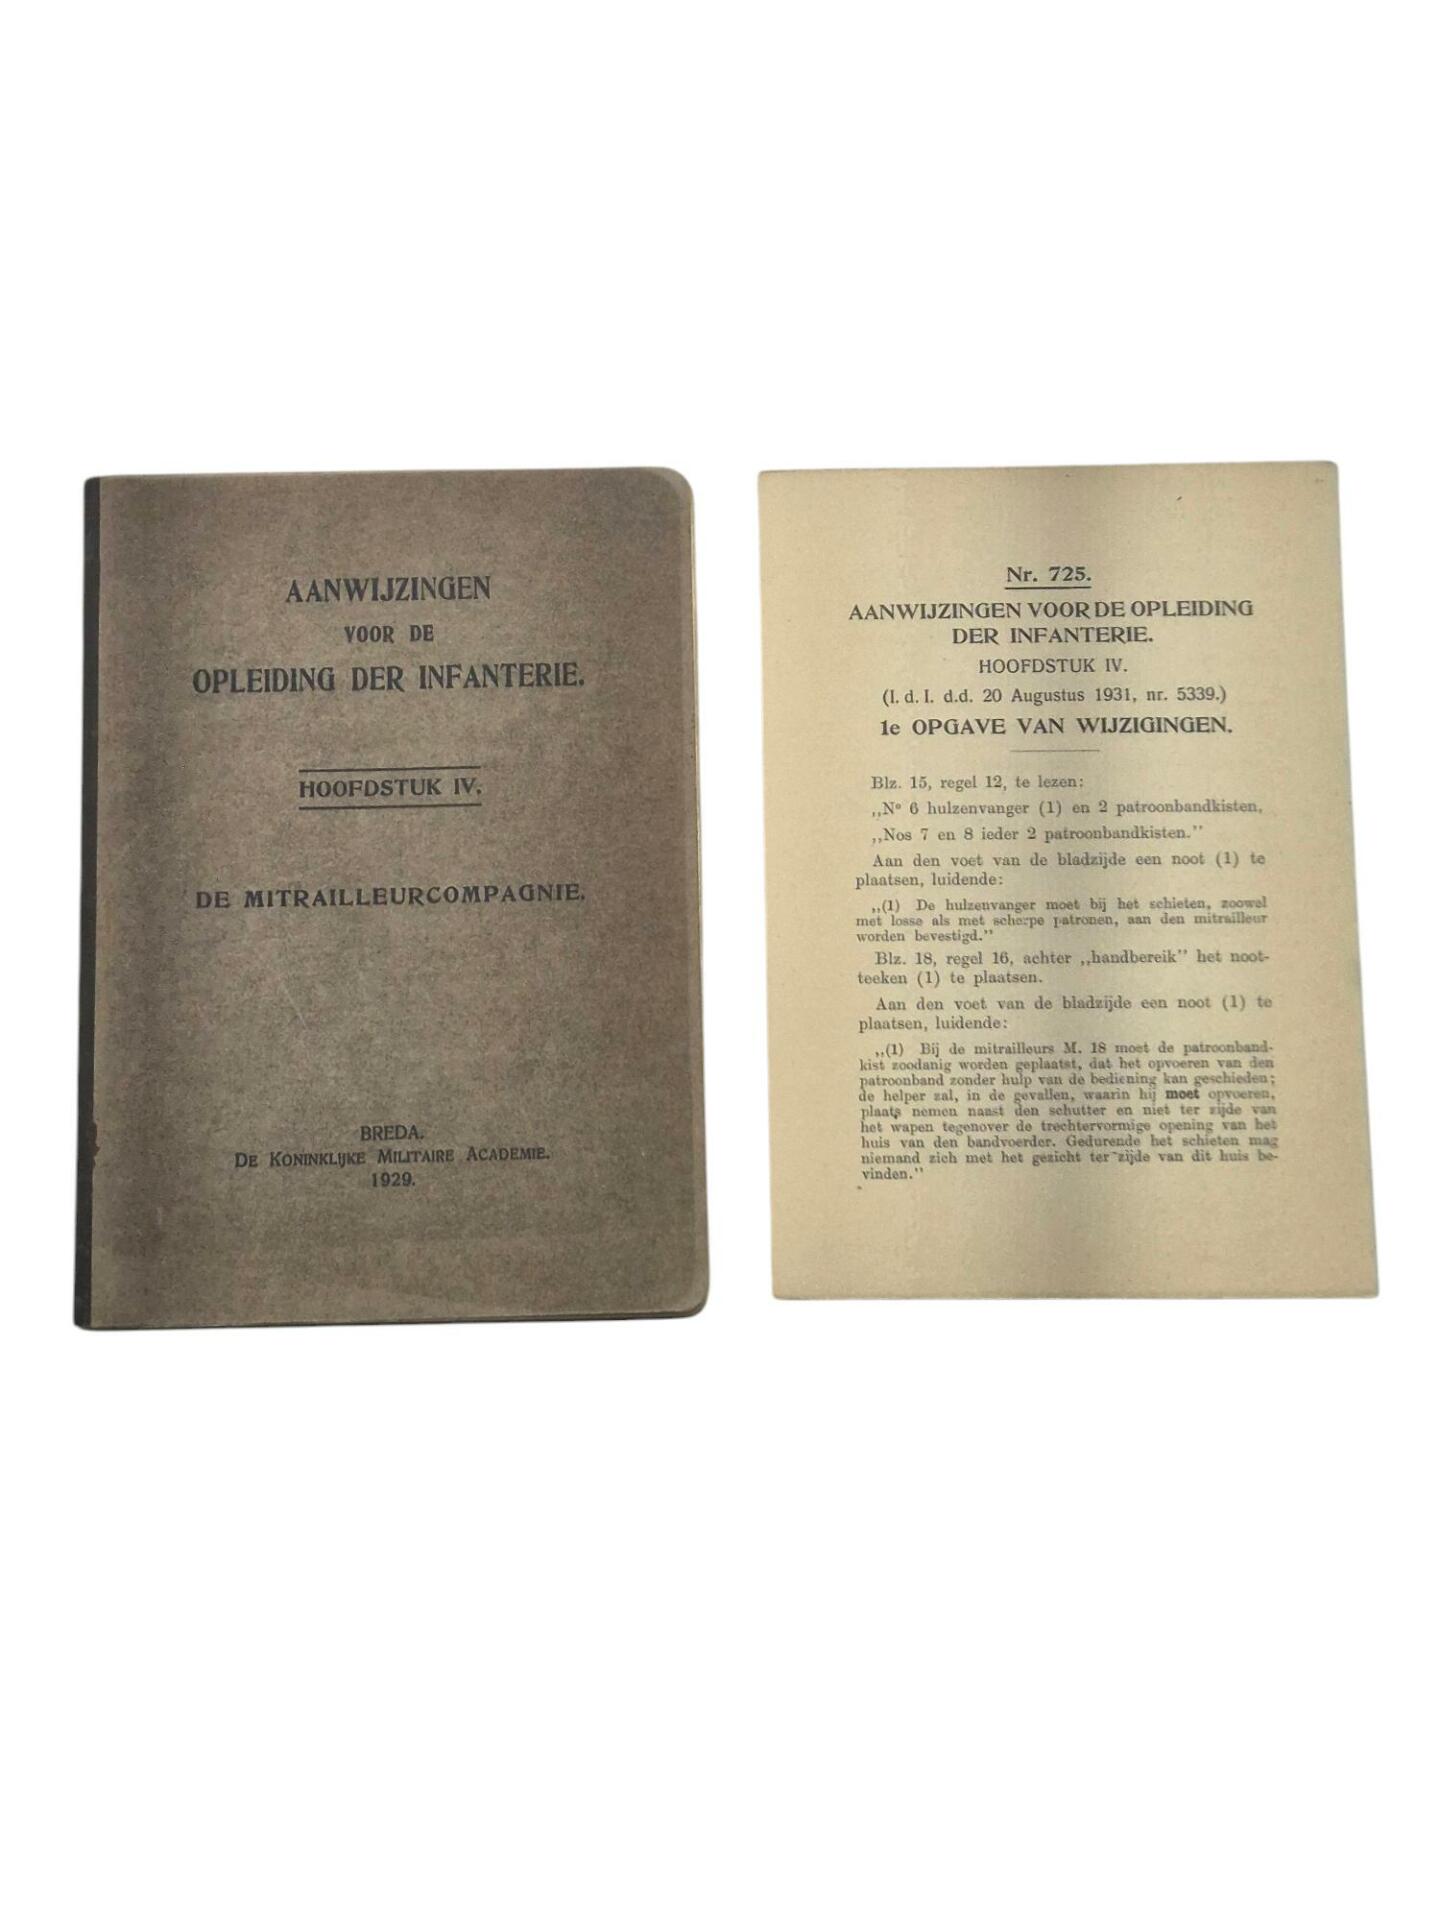 AANWIJZINGEN
VOOR DE
OPLEIDING DER INFANTERIE.
HOOFDSTUK IV.
DE MITRAILLEURCOMPAGNIE.
BREDA.
DE KONINKLIJKE MILITAIRE ACADEMIE.
1929.
Nr. 725.
AANWIJZINGEN VOOR DE OPLEIDING
DER INFANTERIE.
HOOFDSTUK IV.
(I. d. I. d.d. 20 Augustus 1931, nr. 5339.)
1e OPGAVE VAN WIJZIGINGEN.
Blz. 15, regel 12, te lezen:
,,Nº 6 hulzenvanger (1) en 2 patroonbandkisten,
,,Nos 7 en 8 ieder 2 patroonbandkisten.''
Aan den voet van de bladzijde een noot (1) te
plaatsen, luidende:
,,(1) De hulzenvanger moet bij het schieten, zoowel
met losse als met scherpe patronen, aan den mitrailleur
worden bevestigd.''
Blz. 18, regel 16, achter ,,handbereik'' het noot-
teeken (1) te plaatsen.
Aan den voet van de bladzijde een noot (1) te
plaatsen, luidende:
,,(1) Bij de mitrailleurs M. 18 moet de patroonband-
kist zoodanig worden geplaatst, dat het opvoeren van den
patroonband zonder hulp van de bediening kan geschieden;
de helper zal, in de gevallen, waarin hij moet opvoeren,
plaats nemen naast den schutter en niet ter zijde van
het wapen tegenover de trechtervormige opening van het
huis van den bandvoerder. Gedurende het schieten mag
niemand zich met het gezicht ter zijde van dit huis be-
vinden.''